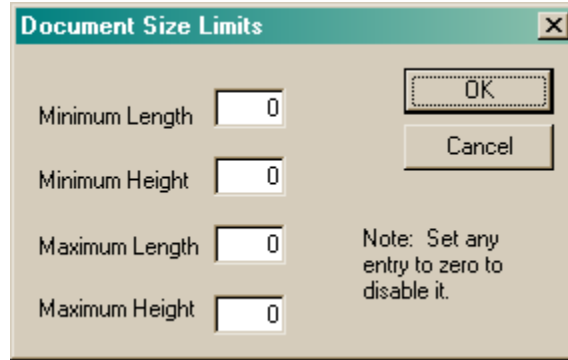 Document Size Limits
OK
Minimum Length 0
Cancel
Minimum Height 0
Maximum Length 0
Note: Set any
entry to zero to
disable it.
Maximum Height 0